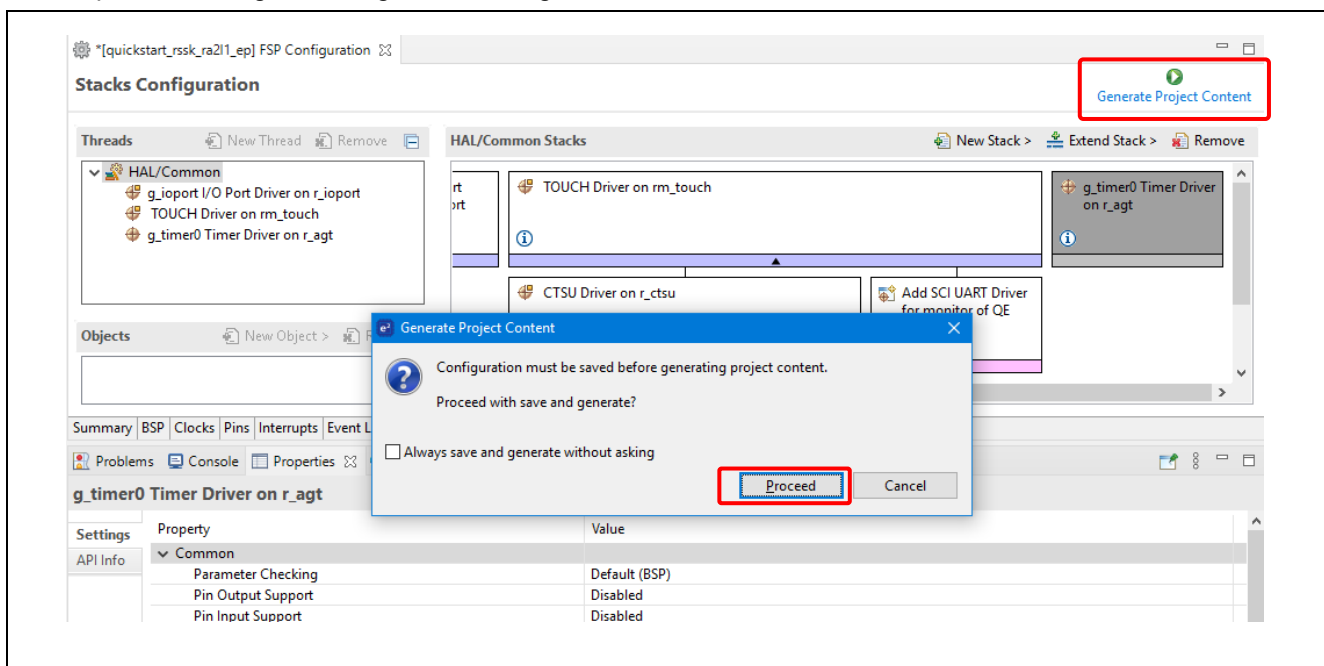 *[quickstart_rssk_ra2l1_ep] FSP Configuration
Stacks Configuration
Generate Project Content
Threads
New Thread
Remove
HAL/Common Stacks
New Stack >
Extend Stack >
Remove
HAL/Common
g_ioport I/O Port Driver on r_ioport
TOUCH Driver on rm_touch
g_timer0 Timer Driver on r_agt
rt
ort
TOUCH Driver on rm_touch
g_timer0 Timer Driver
on r_agt
CTSU Driver on r_ctsu
Add SCI UART Driver
for monitor of QE
Objects
New Object >
R
Generate Project Content
Configuration must be saved before generating project content.
Proceed with save and generate?
Always save and generate without asking
Proceed
Cancel
Summary BSP Clocks Pins Interrupts Event L
Problems Console Properties
g_timer0 Timer Driver on r_agt
Settings
API Info
Property Value
Common
Parameter Checking Default (BSP)
Pin Output Support Disabled
Pin Input Support Disabled